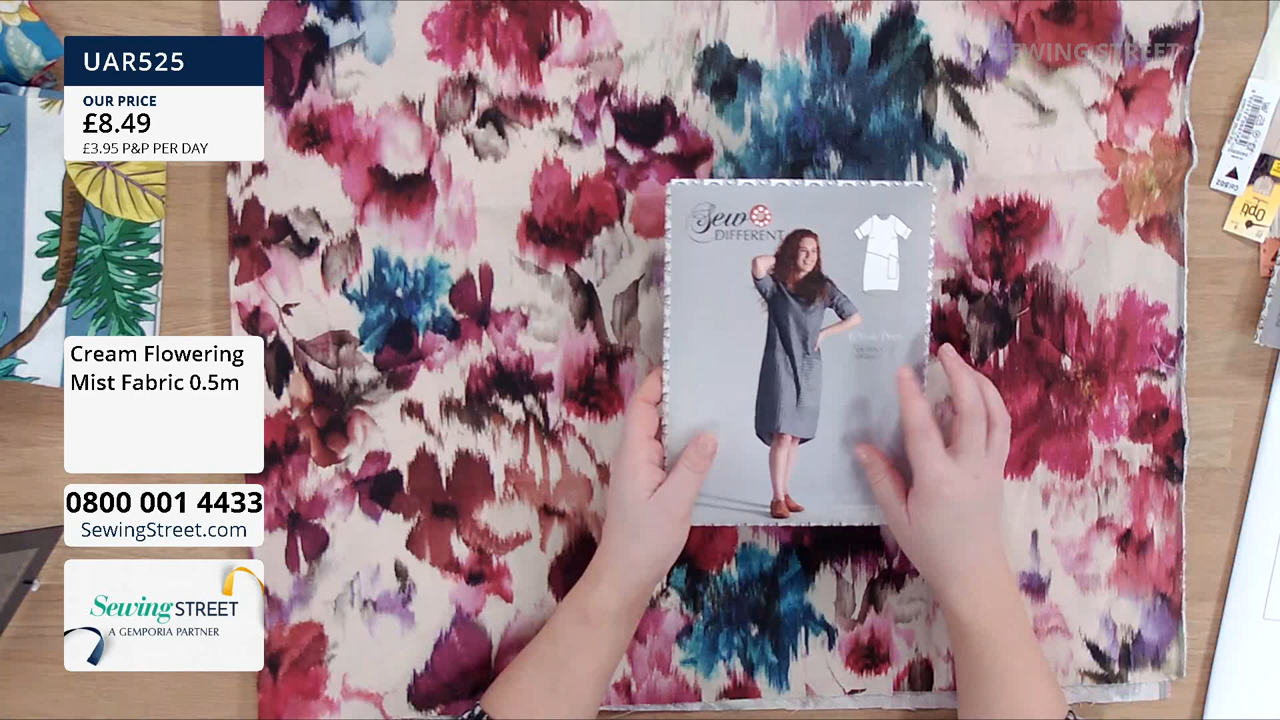 UAR525
OUR PRICE
£8.49
£3.95 P&P PER DAY
Cream Flowering
Mist Fabric 0.5m
0800 001 4433
SewingStreet.com
Sewing STREET
A GEMPORIA PARTNER
SEWING STREET
Sew
DIFFERENT
Opti